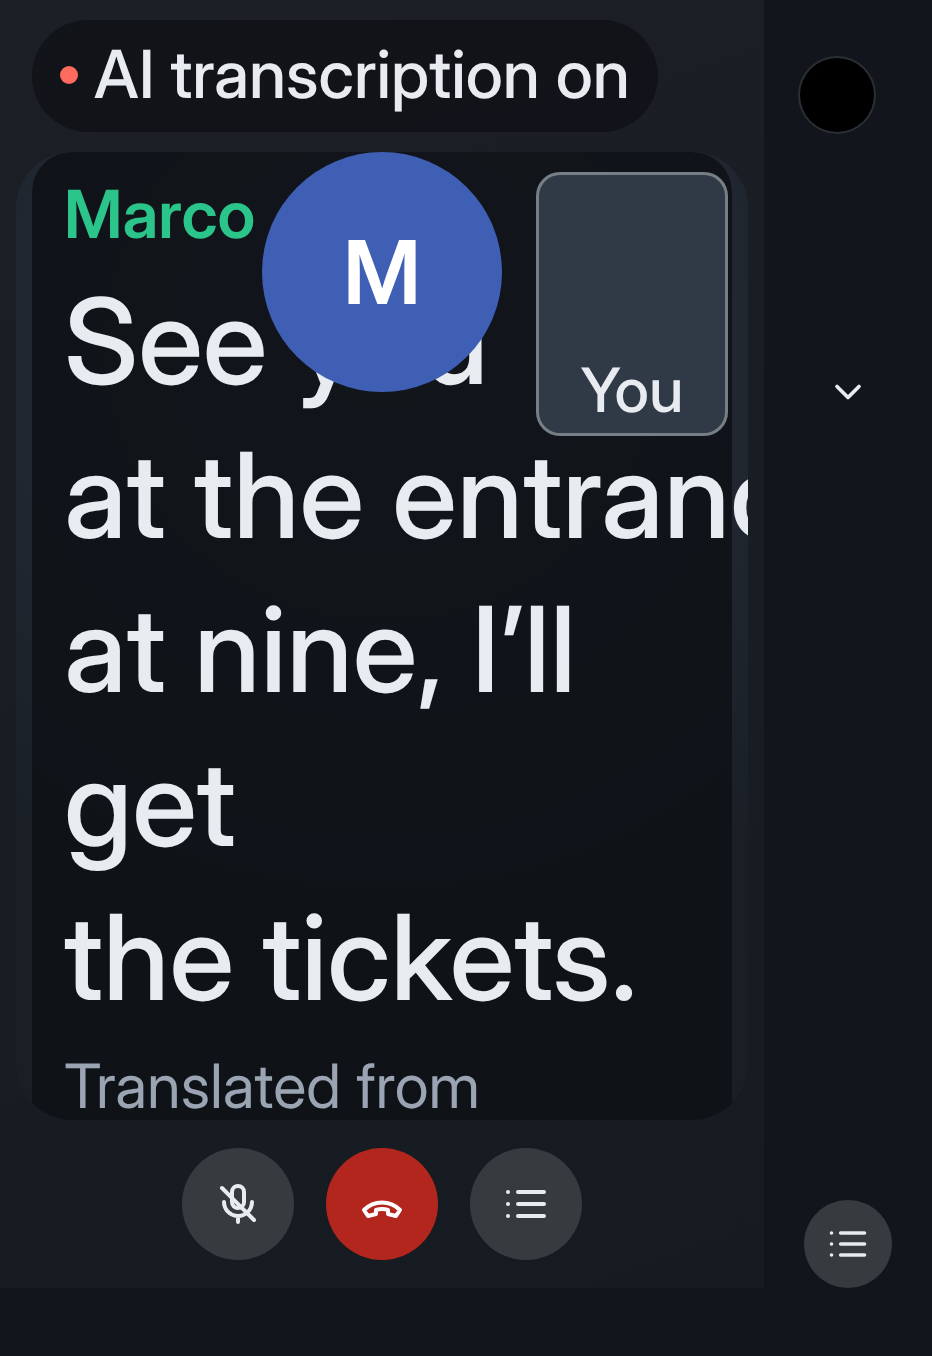 AI transcription on
Marco
M
See
You
at the
at nine, I’ll
get
the tickets.
Translated from